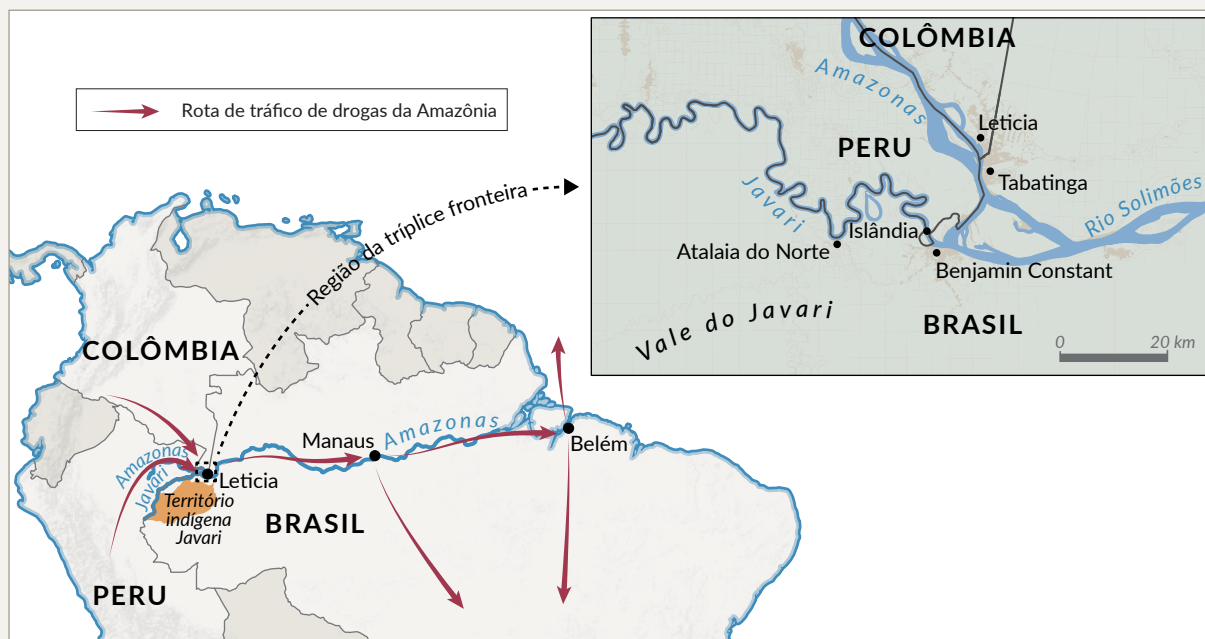 Rota de tráfico de drogas da Amazônia
Região da tríplice fronteira
COLÔMBIA
Amazonas
Javari
Leticia
Território
indígena
Javari
PERU
BRASIL
Manaus
Amazonas
Belém
COLÔMBIA
Amazonas
Leticia
PERU
Tabatinga
Javari
Rio Solimões
Islândia
Atalaia do Norte
Benjamin Constant
Vale do Javari
BRASIL
0 20 km